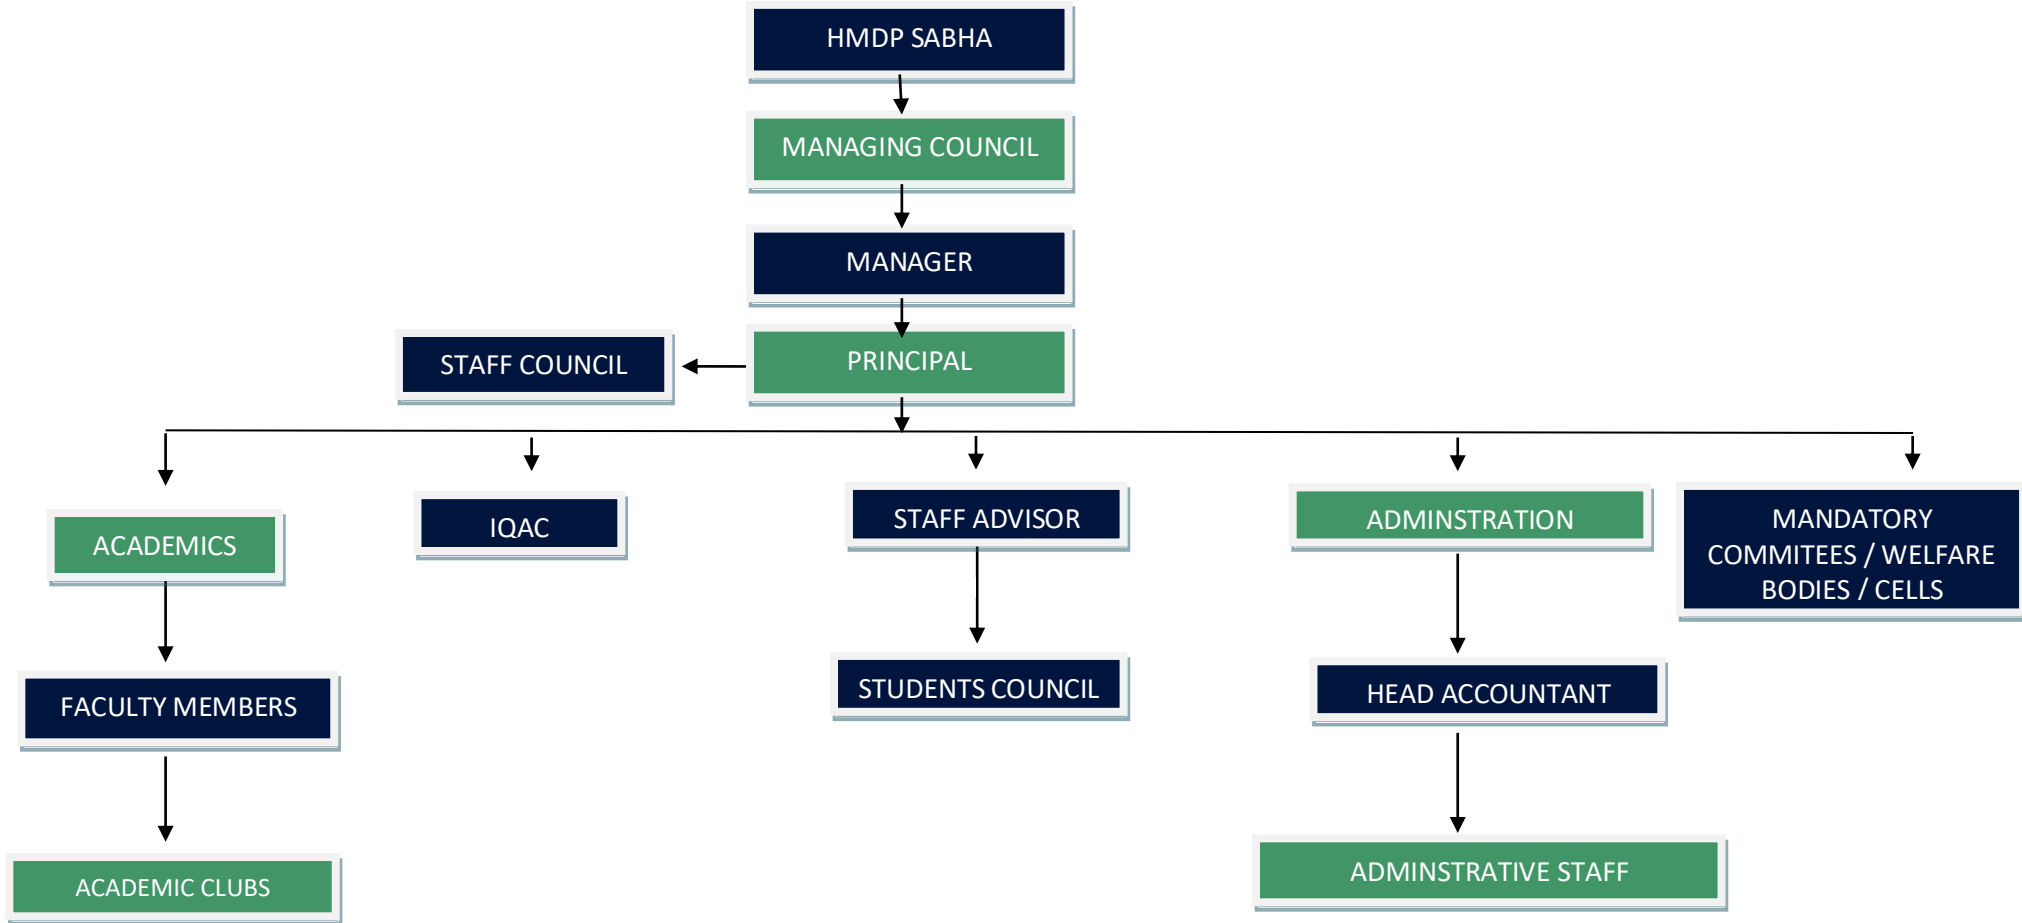 HMDP SABHA
MANAGING COUNCIL
MANAGER
PRINCIPAL
STAFF COUNCIL
ACADEMICS
IQAC
STAFF ADVISOR
ADMINSTRATION
MANDATORY
COMMITEES / WELFARE
BODIES / CELLS
FACULTY MEMBERS
STUDENTS COUNCIL
HEAD ACCOUNTANT
ACADEMIC CLUBS
ADMINSTRATIVE STAFF